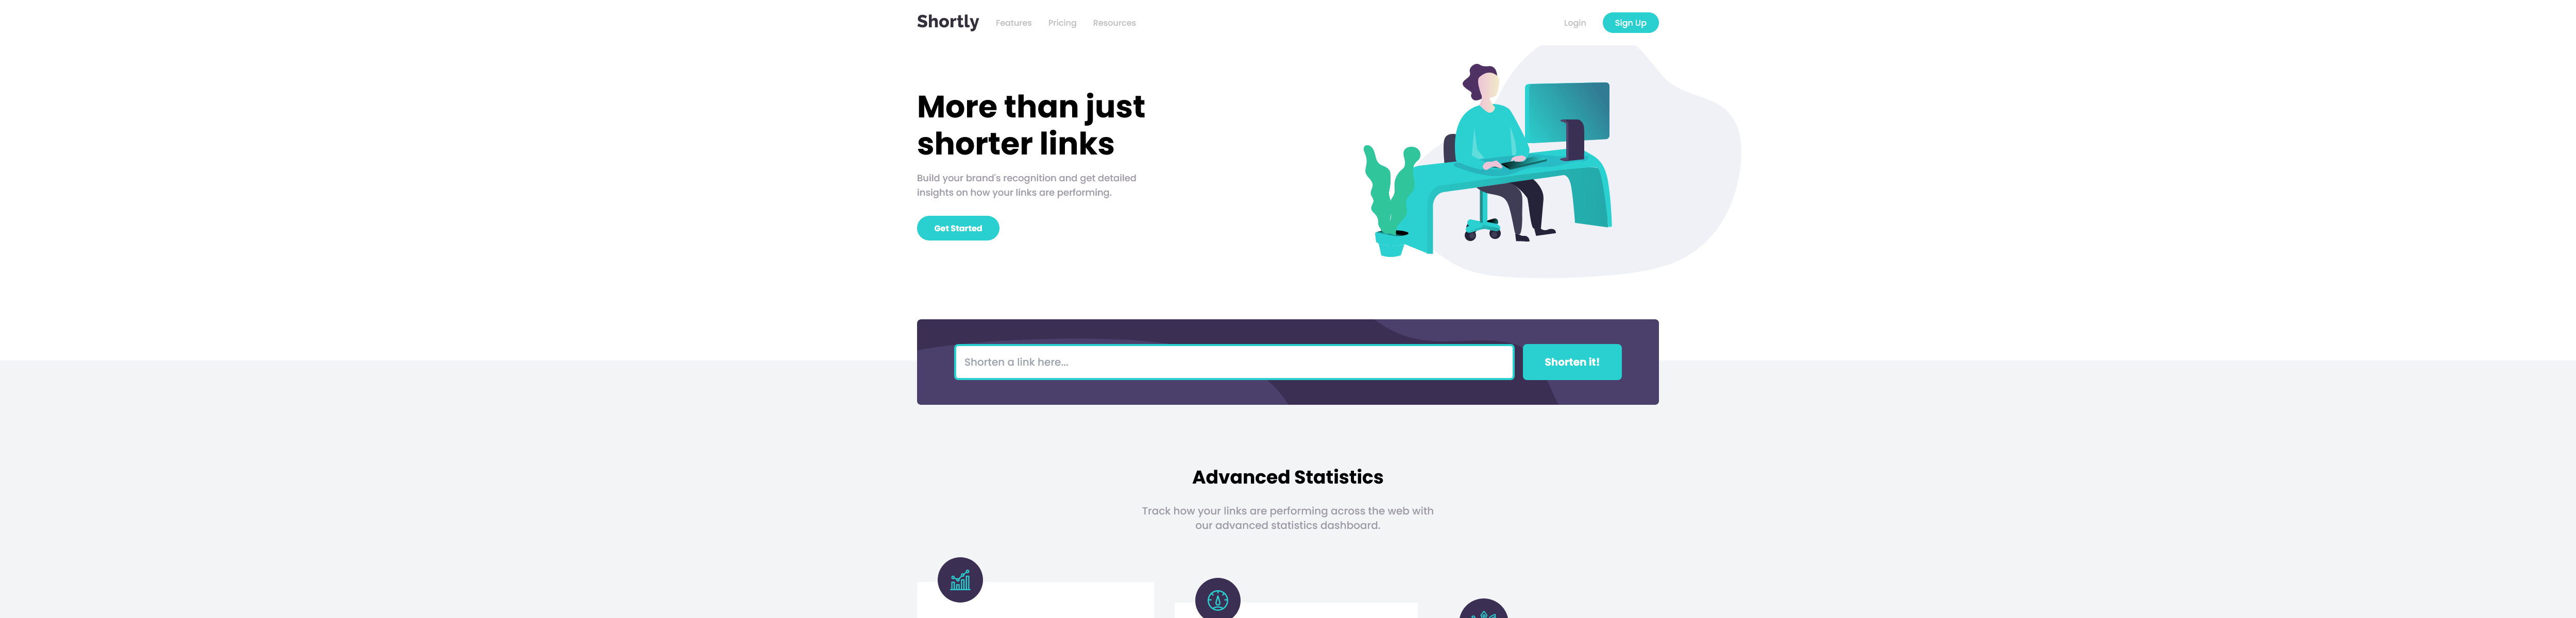 Shortly
Features
Pricing
Resources
Login
Sign Up
More than just
shorter links
Build your brand's recognition and get detailed
insights on how your links are performing.
Get Started
Shorten a link here...
Shorten it!
Advanced Statistics
Track how your links are performing across the web with
our advanced statistics dashboard.